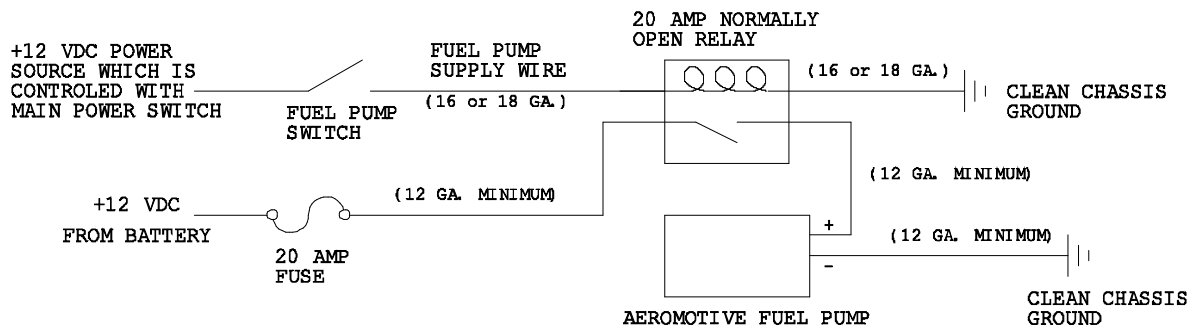 20 AMP NORMALLY
OPEN RELAY
+12 VDC POWER
SOURCE WHICH IS
CONTROLED WITH
MAIN POWER SWITCH
FUEL PUMP
SUPPLY WIRE
(16 or 18 GA.)
FUEL PUMP
SWITCH
(16 or 18 GA.)
CLEAN CHASSIS
GROUND
(12 GA. MINIMUM)
+12 VDC
FROM BATTERY
(12 GA. MINIMUM)
20 AMP
FUSE
+
-
(12 GA. MINIMUM)
CLEAN CHASSIS
GROUND
AEROMOTIVE FUEL PUMP